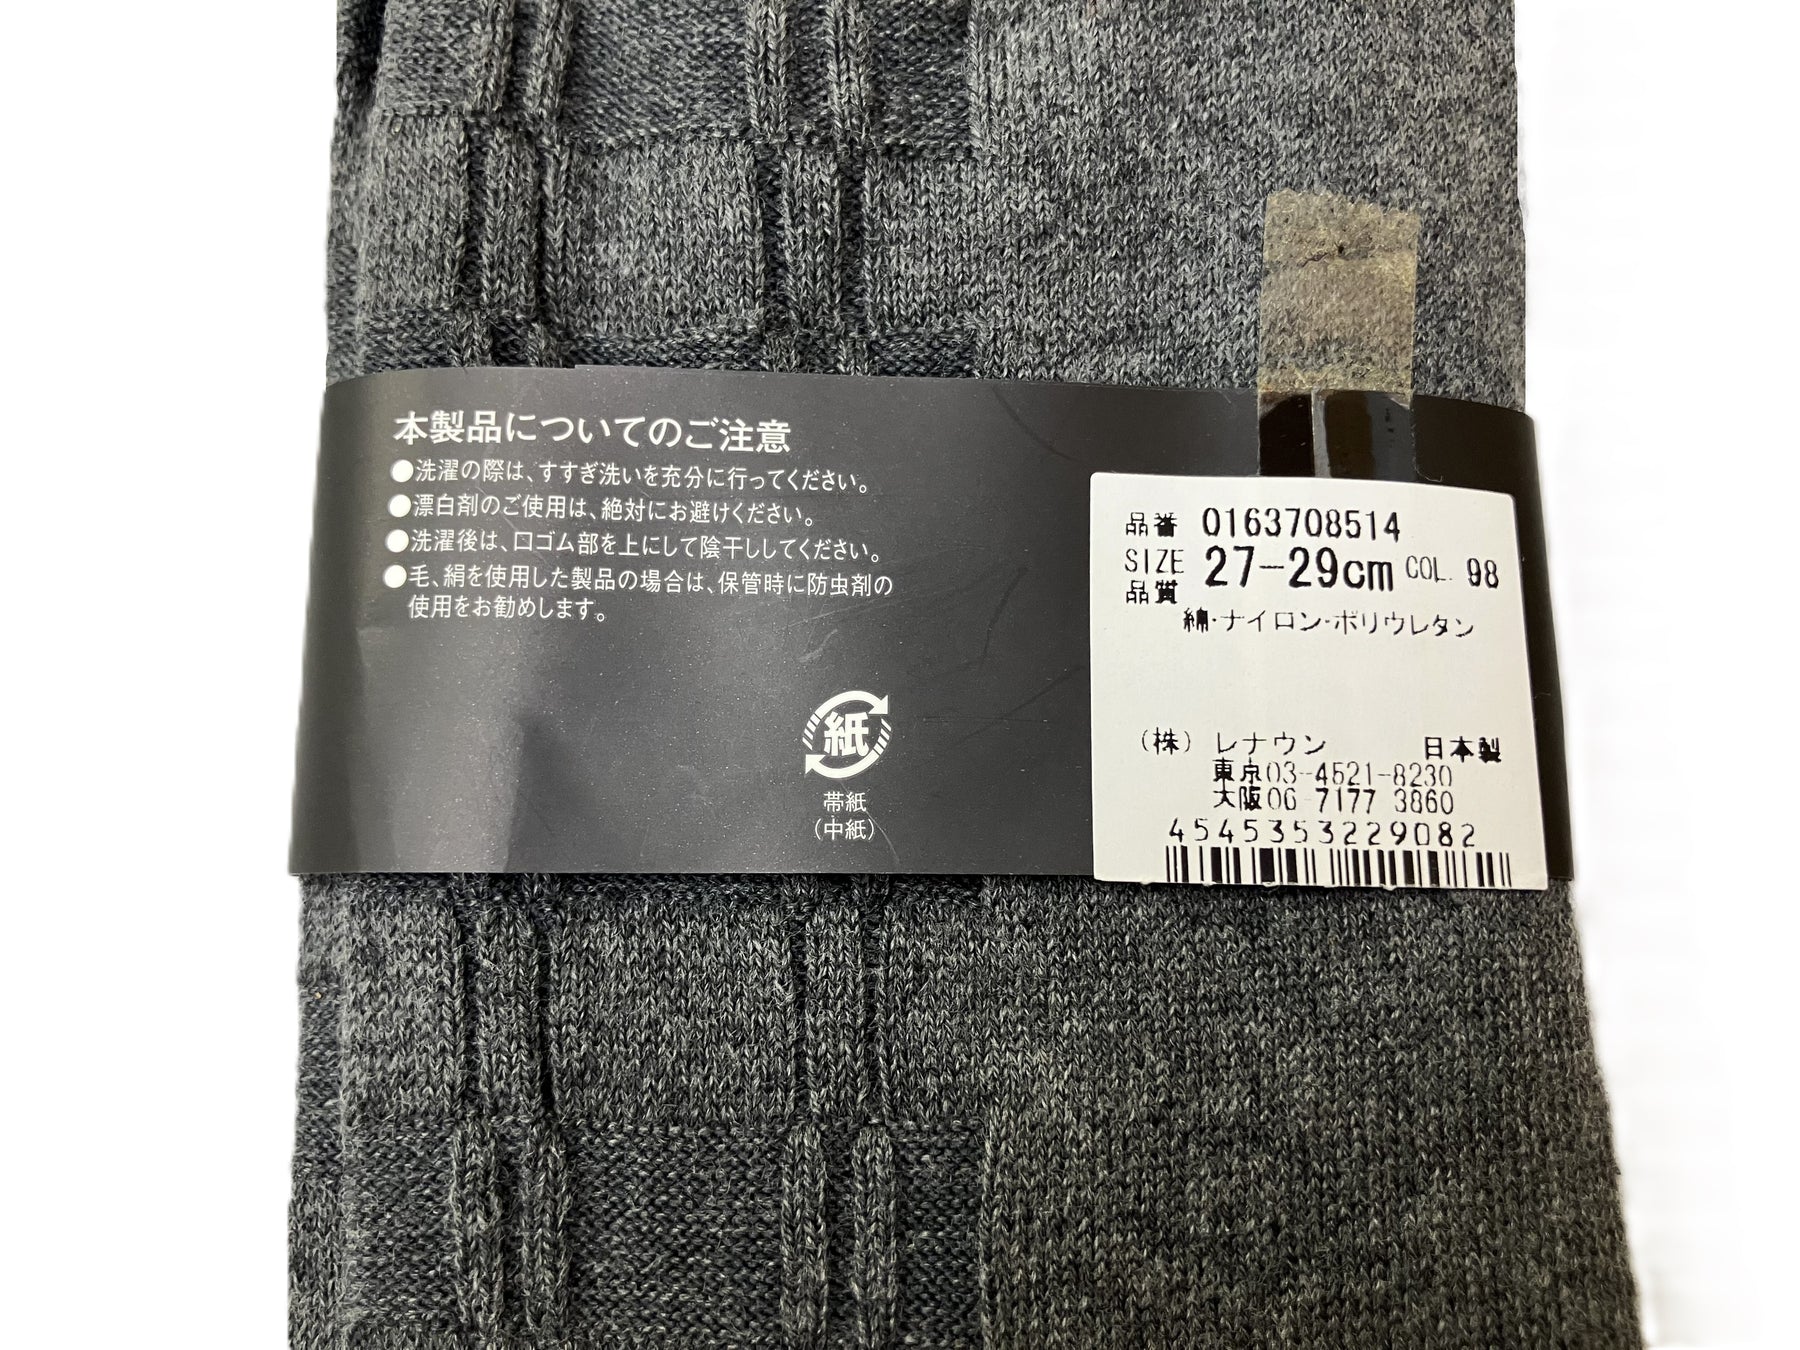 本製品についてのご注意
●洗濯の際は、すすぎ洗いを充分に行ってください。
●漂白剤のご使用は、絶対にお避けください。
●洗濯後は、口ゴム部を上にして陰干ししてください。
●毛、絹を使用した製品の場合は、保管時に防虫剤の
使用をお勧めします。
紙
帯紙
(中紙)
品番 0163708514
SIZE 27-29cm COL. 98
品質
綿・ナイロン・ポリウレタン
(株) レナウン 日本製
東京03-4521-8230
大阪06-7177 3860
4545353229082